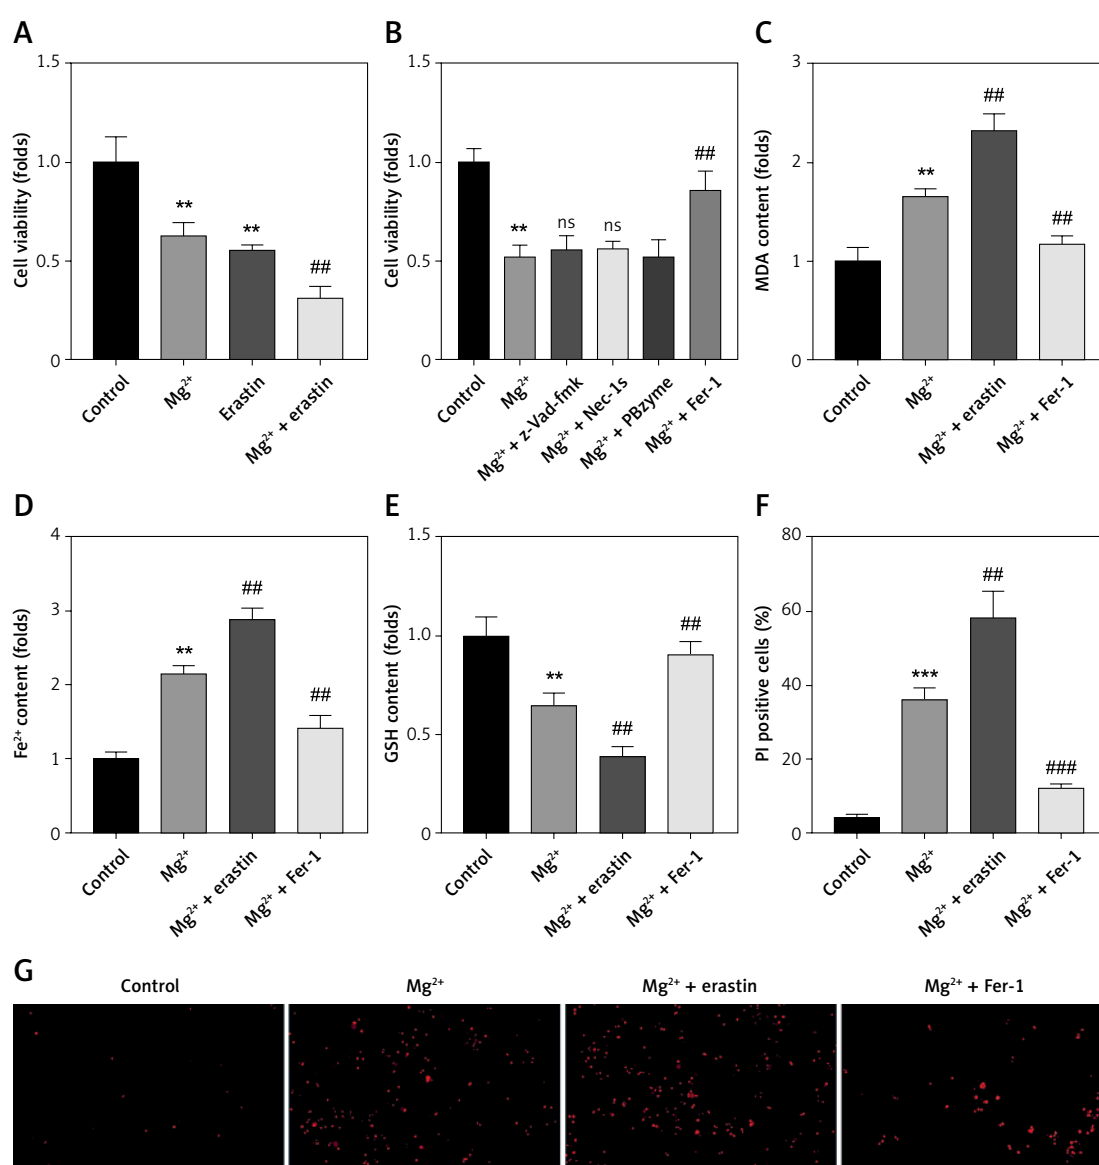 A
Cell viability (folds)
1.5
1.0
0.5
0
**
**
##
Control
Mg²⁺
Erastin
Mg²⁺ + erastin
B
Cell viability (folds)
1.5
1.0
0.5
0
**
ns
ns
##
Control
Mg²⁺
Mg²⁺ + z-Vad-fmk
Mg²⁺ + Nec-1s
Mg²⁺ + PBzyme
Mg²⁺ + Fer-1
C
MDA content (folds)
3
2
1
0
**
##
##
Control
Mg²⁺
Mg²⁺ + erastin
Mg²⁺ + Fer-1
D
Fe²⁺ content (folds)
4
3
2
1
0
**
##
##
Control
Mg²⁺
Mg²⁺ + erastin
Mg²⁺ + Fer-1
E
GSH content (folds)
1.5
1.0
0.5
0
**
##
##
Control
Mg²⁺
Mg²⁺ + erastin
Mg²⁺ + Fer-1
F
PI positive cells (%)
80
60
40
20
0
***
##
###
Control
Mg²⁺
Mg²⁺ + erastin
Mg²⁺ + Fer-1
G
Control
Mg²⁺
Mg²⁺ + erastin
Mg²⁺ + Fer-1